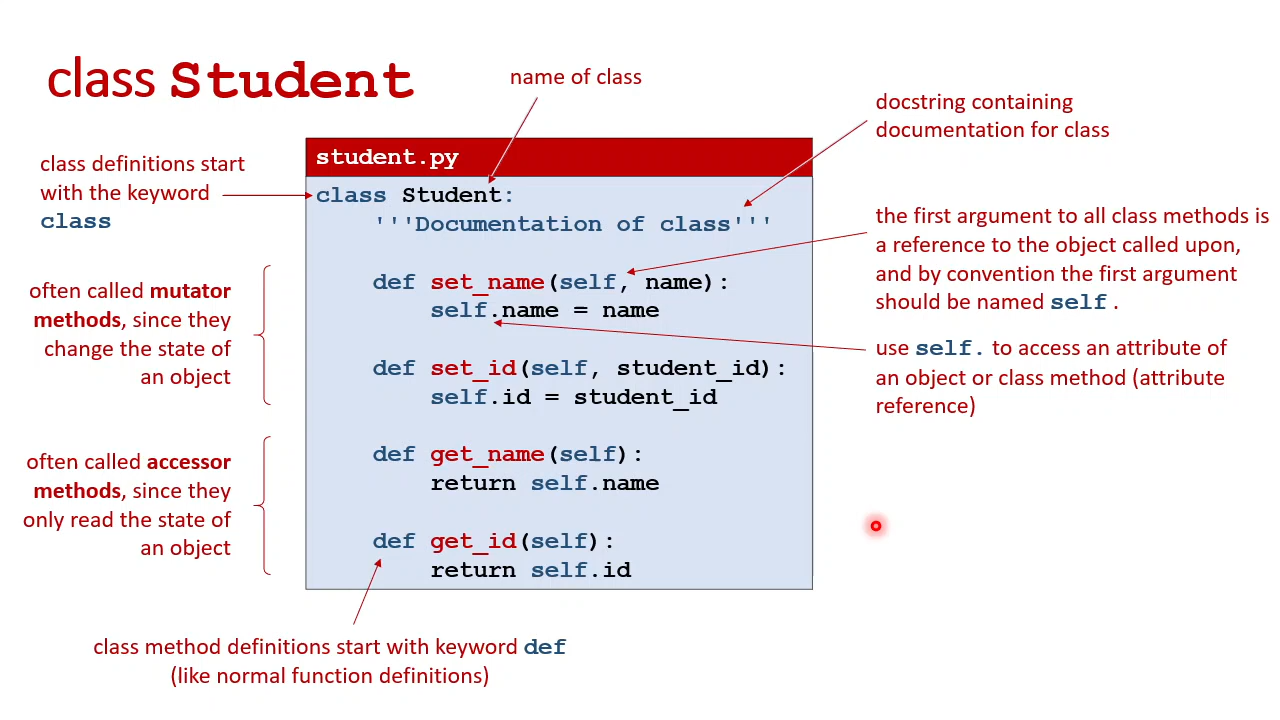 class Student
name of class
docstring containing
documentation for class
class definitions start
with the keyword
class
student.py
class Student:
    '''Documentation of class'''
    def set_name(self, name):
        self.name = name
    def set_id(self, student_id):
        self.id = student_id
    def get_name(self):
        return self.name
    def get_id(self):
        return self.id
the first argument to all class methods is
a reference to the object called upon,
and by convention the first argument
should be named self .
use self. to access an attribute of
an object or class method (attribute
reference)
often called mutator
methods, since they
change the state of
an object
often called accessor
methods, since they
only read the state of
an object
class method definitions start with keyword def
(like normal function definitions)